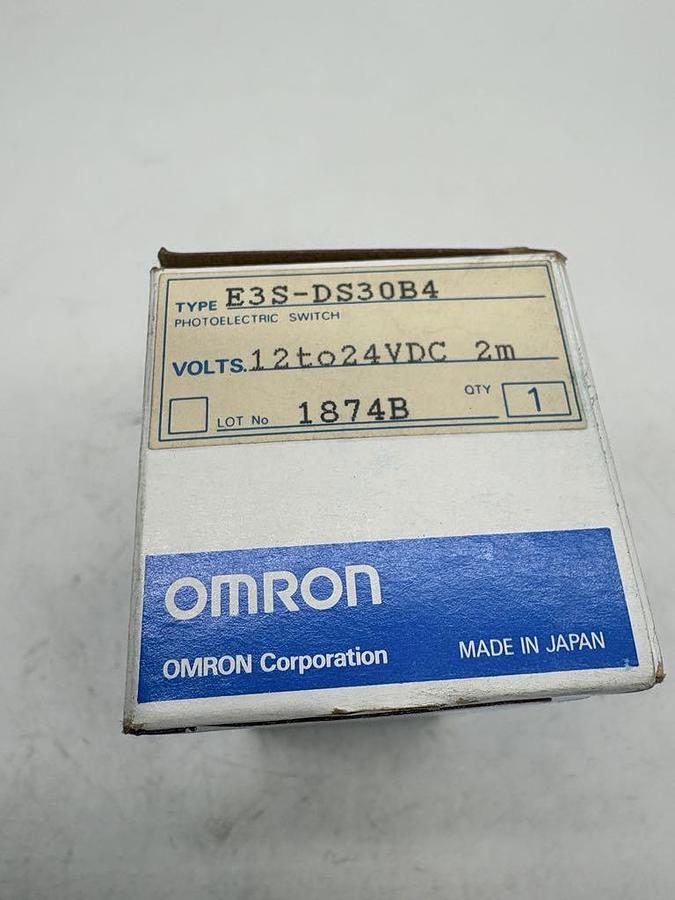 TYPE E3S-DS30B4
PHOTOELECTRIC SWITCH
VOLTS. 12to24VDC 2m
LOT No 1874B QTY 1
OMRON
OMRON Corporation MADE IN JAPAN